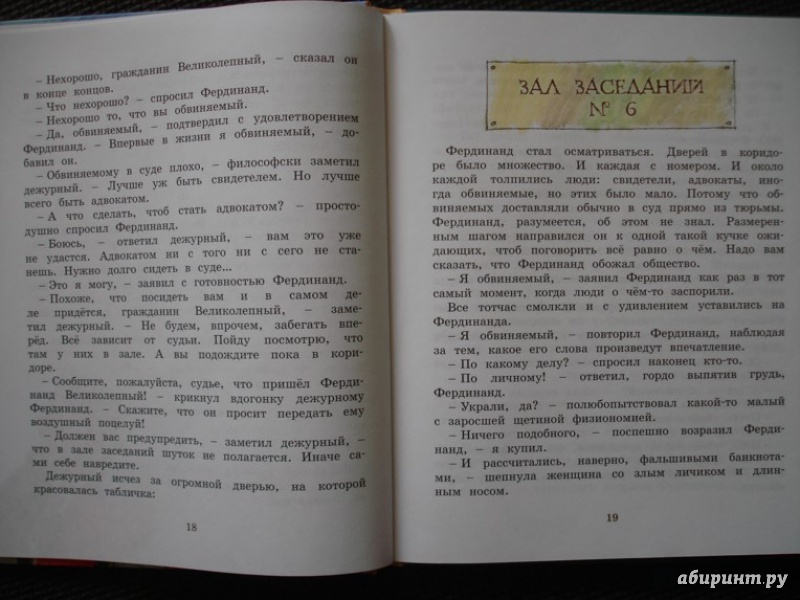 – Нехорошо, гражданин Великолепный, – сказал он
в конце концов.
– Что нехорошо? – спросил Фердинанд.
– Нехорошо то, что вы обвиняемый.
– Да, обвиняемый, – подтвердил с удовлетворением
Фердинанд. – Впервые в жизни я обвиняемый, – до-
бавил он.
– Обвиняемому в суде плохо, – философски заметил
дежурный. – Лучше уж быть свидетелем. Но лучше
всего быть адвокатом.
– А что сделать, чтоб стать адвокатом? – просто-
душно спросил Фердинанд.
– Боюсь, – ответил дежурный, – вам это уже
не удастся. Адвокатом ни с того ни с сего не ста-
нешь. Нужно долго сидеть в суде...
– Это я могу, – заявил с готовностью Фердинанд.
– Похоже, что посидеть вам и в самом де-
ле придётся, гражданин Великолепный, – заме-
тил дежурный. – Не будем, впрочем, забегать впе-
рёд. Всё зависит от судьи. Пойду посмотрю, что
там у них в зале. А вы подождите пока в кори-
доре.
– Сообщите, пожалуйста, судье, что пришёл Ферди-
нанд Великолепный! – крикнул вдогонку дежурному
Фердинанд. – Скажите, что он просит передать ему
воздушный поцелуй!
– Должен вас предупредить, – заметил дежурный, –
что в зале заседаний шуток не полагается. Иначе са-
ми себе навредите.
Дежурный исчез за огромной дверью, на которой
красовалась табличка:
18
ЗАЛ ЗАСЕДАНИЙ
№ 6
Фердинанд стал осматриваться. Дверей в коридо-
ре было множество. И каждая с номером. И около
каждой толпились люди: свидетели, адвокаты, ино-
гда обвиняемые, но этих было мало. Потому что об-
виняемых доставляли обычно в суд прямо из тюрьмы.
Фердинанд, разумеется, об этом не знал. Размерен-
ным шагом направился он к одной такой кучке ожи-
дающих, чтоб поговорить всё равно о чём. Надо вам
сказать, что Фердинанд обожал общество.
– Я обвиняемый, – заявил Фердинанд как раз в тот
самый момент, когда люди о чём-то заспорили.
Все тотчас смолкли и с удивлением уставились на
Фердинанда.
– Я обвиняемый, – повторил Фердинанд, наблюдая
за тем, какое его слова произведут впечатление.
– По какому делу? – спросил наконец кто-то.
– По личному! – ответил, гордо выпятив грудь,
Фердинанд.
– Украли, да? – полюбопытствовал какой-то малый
с заросшей щетиной физиономией.
– Ничего подобного, – поспешно возразил Ферди-
нанд, – я купил.
– И рассчитались, наверно, фальшивыми банкнота-
ми, – шепнула женщина со злым личиком и длин-
ным носом.
19
абиринт.ру